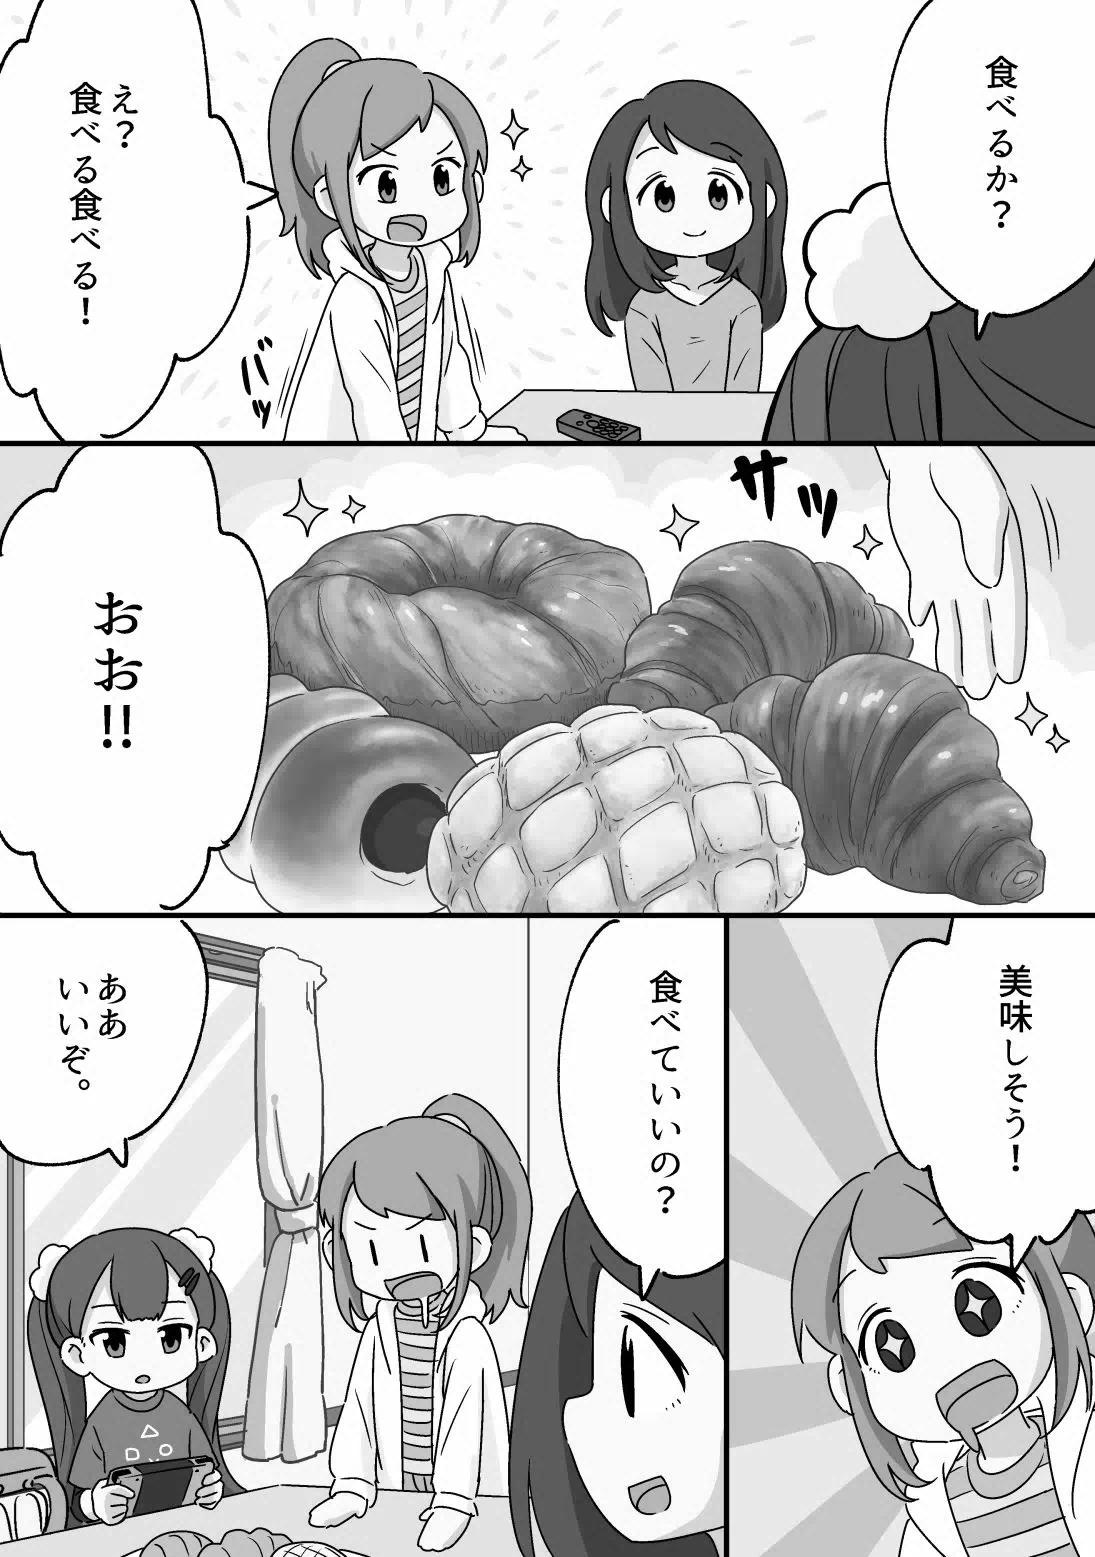 食べるか？
え？
食べる食べる！
バッ
サッ
おお!!
美味しそう！
食べていいの？
ああ
いいぞ。